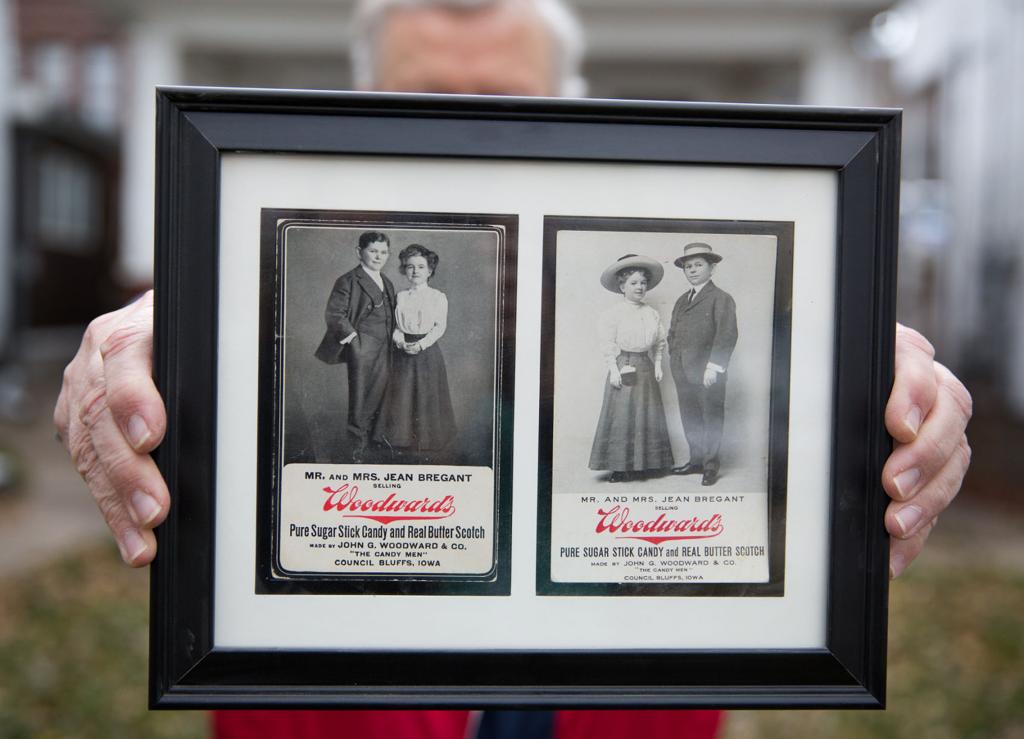 MR. AND MRS. JEAN BREGANT
SELLING
Woodward's
Pure Sugar Stick Candy and Real Butter Scotch
MADE BY JOHN G. WOODWARD & CO.
"THE CANDY MEN"
COUNCIL BLUFFS, IOWA
MR. AND MRS. JEAN BREGANT
SELLING
Woodward's
PURE SUGAR STICK CANDY and REAL BUTTER SCOTCH
MADE BY JOHN G. WOODWARD & CO.
"THE CANDY MEN"
COUNCIL BLUFFS, IOWA